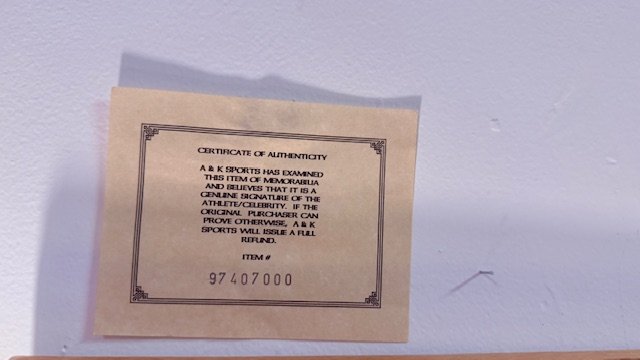 CERTIFICATE OF AUTHENTICITY
A & K SPORTS HAS EXAMINED
THIS ITEM OF MEMORABILIA
AND BELIEVES THAT IT IS A
GENUINE SIGNATURE OF THE
ATHLETE/CELEBRITY. IF THE
ORIGINAL PURCHASER CAN
PROVE OTHERWISE, A & K
SPORTS WILL ISSUE A FULL
REFUND.
ITEM #
97407000